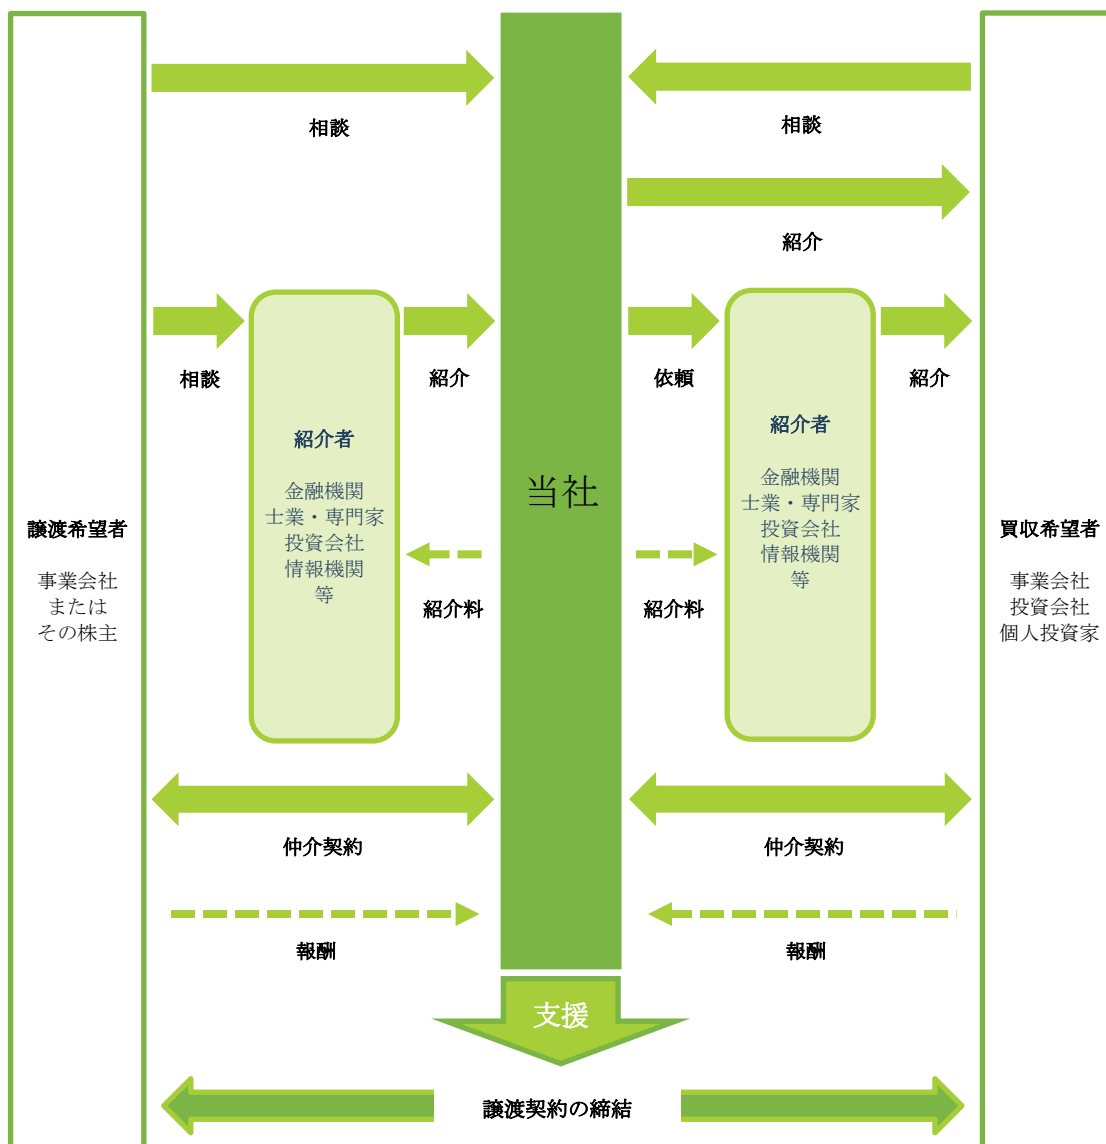 相談
相談
紹介
相談
紹介
依頼
紹介
紹介者
金融機関
士業・専門家
投資会社
情報機関
等
紹介者
金融機関
士業・専門家
投資会社
情報機関
等
当社
譲渡希望者
事業会社
または
その株主
買収希望者
事業会社
投資会社
個人投資家
紹介料
紹介料
仲介契約
仲介契約
報酬
報酬
支援
譲渡契約の締結